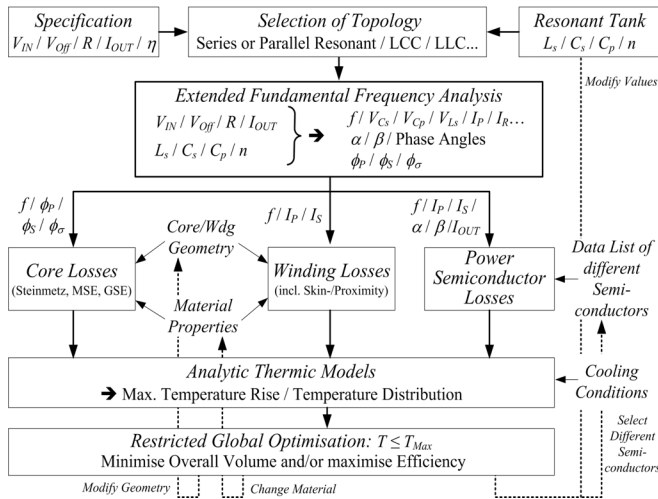 Specification
V_IN / V_Off / R / I_OUT / η
Selection of Topology
Series or Parallel Resonant / LCC / LLC...
Resonant Tank
L_s / C_s / C_p / n
Modify Values
Extended Fundamental Frequency Analysis
V_IN / V_Off / R / I_OUT
L_s / C_s / C_p / n
f / V_Cs / V_Cp / V_Ls / I_P / I_R…
α / β / Phase Angles
ϕ_P / ϕ_S / ϕ_σ
f / ϕ_P /
ϕ_S / ϕ_σ
Core/Wdg
Geometry
f / I_P / I_S
f / I_P / I_S /
α / β / I_OUT
Core Losses
(Steinmetz, MSE, GSE)
Material
Properties
Winding Losses
(incl. Skin-/Proximity)
Power
Semiconductor
Losses
Data List of
different
Semi-
conductors
Analytic Thermic Models
➔ Max. Temperature Rise / Temperature Distribution
Cooling
Conditions
Restricted Global Optimisation: T ≤ T_Max
Minimise Overall Volume and/or maximise Efficiency
Select
Different
Semi-
conductors
Modify Geometry
Change Material